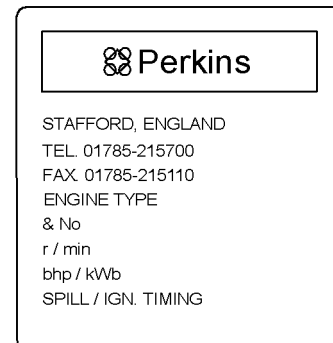 Perkins
STAFFORD, ENGLAND
TEL. 01785-215700
FAX. 01785-215110
ENGINE TYPE
& No
r / min
bhp / kWb
SPILL / IGN. TIMING